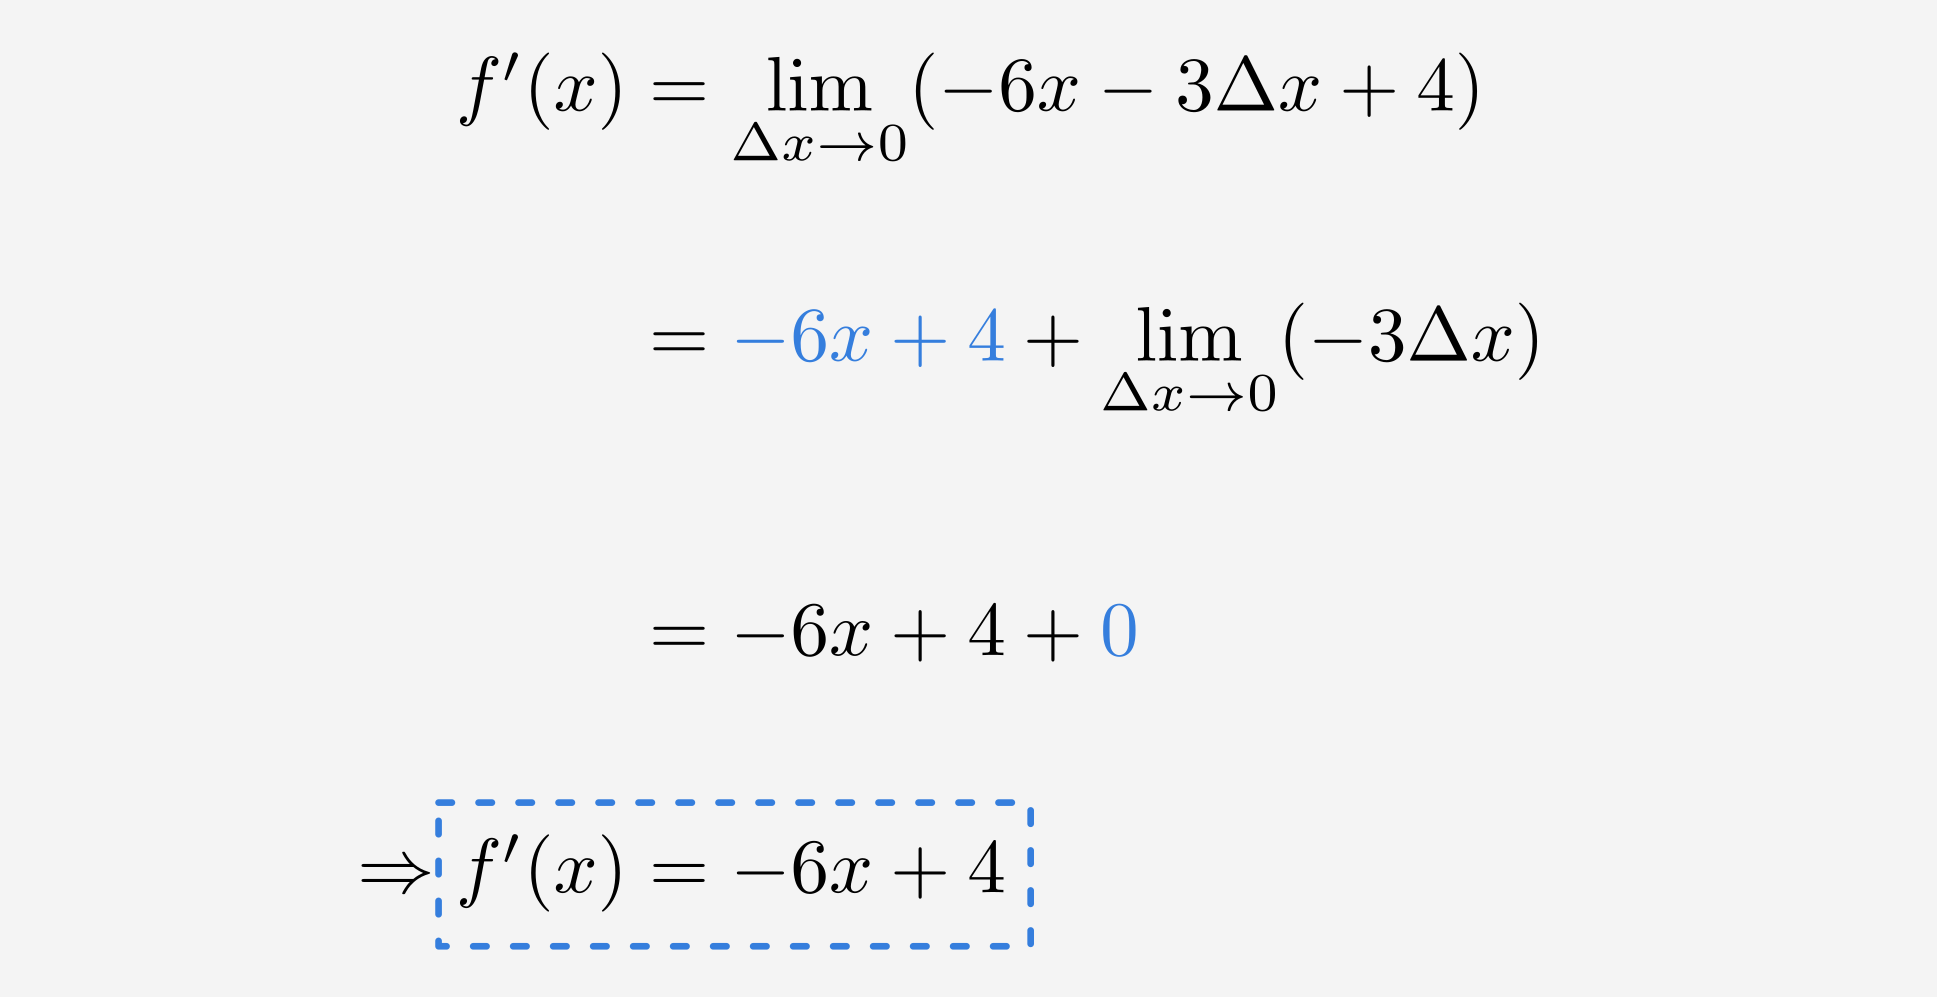 f′(x) = lim_{Δx→0} (−6x − 3Δx + 4)
= −6x + 4 + lim_{Δx→0} (−3Δx)
= −6x + 4 + 0
⇒ f′(x) = −6x + 4